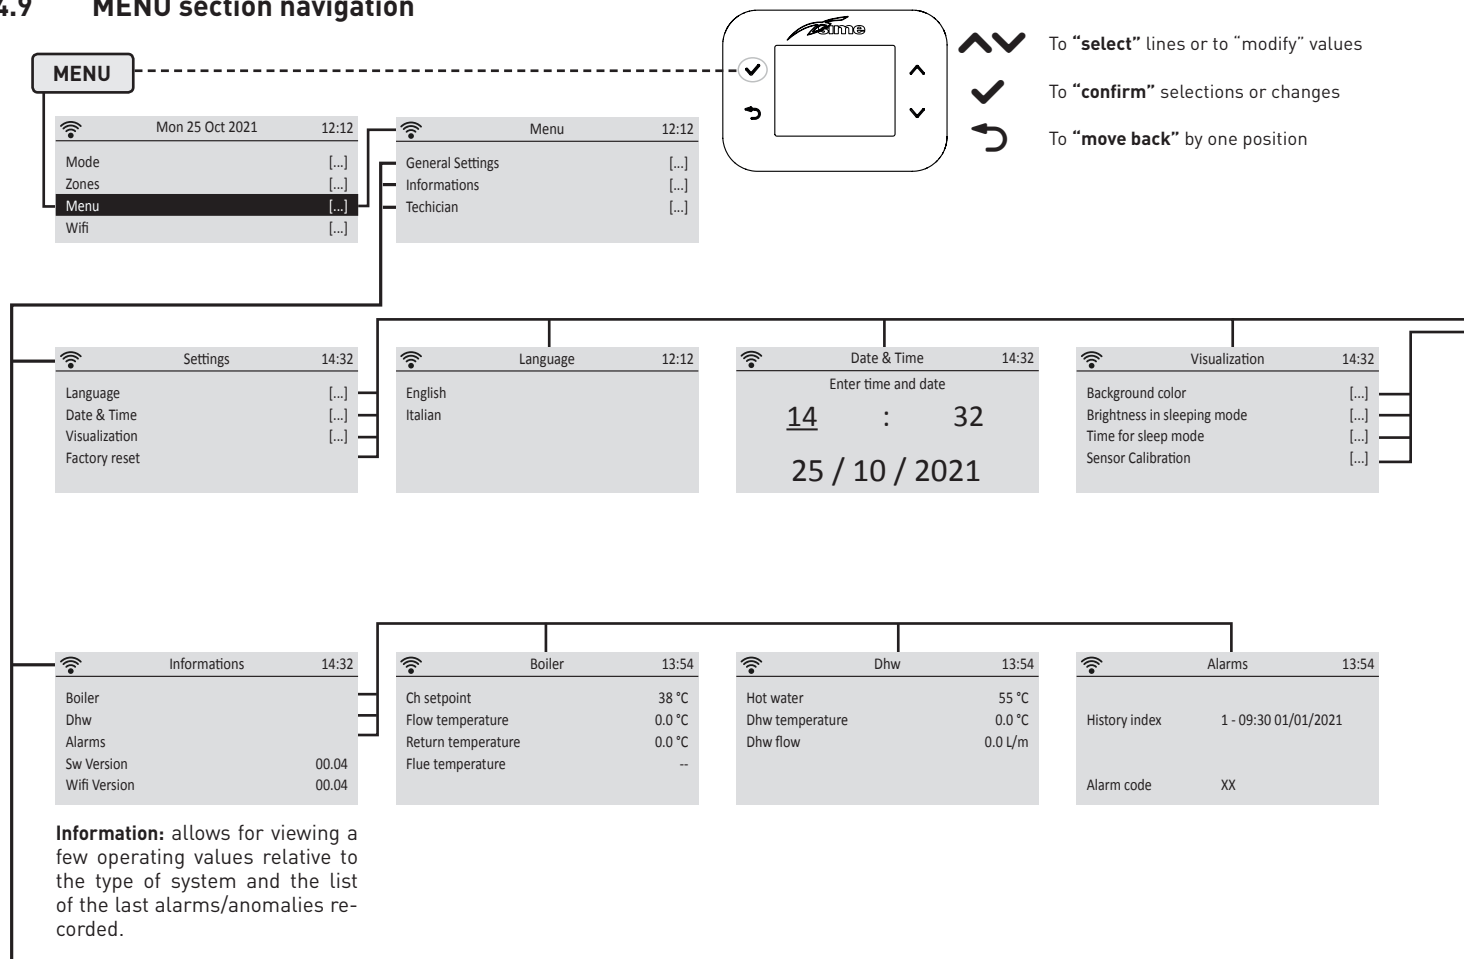 4.9 MENU section navigation
MENU
sime
To “select” lines or to “modify” values
To “confirm” selections or changes
To “move back” by one position
Mon 25 Oct 2021 12:12
Mode [...]
Zones [...]
Menu [...]
Wifi [...]
Menu 12:12
General Settings [...]
Informations [...]
Techician [...]
Settings 14:32
Language [...]
Date & Time [...]
Visualization [...]
Factory reset
Language 12:12
English
Italian
Date & Time 14:32
Enter time and date
14 : 32
25 / 10 / 2021
Visualization 14:32
Background color [...]
Brightness in sleeping mode [...]
Time for sleep mode [...]
Sensor Calibration [...]
Informations 14:32
Boiler
Dhw
Alarms
Sw Version 00.04
Wifi Version 00.04
Boiler 13:54
Ch setpoint 38 °C
Flow temperature 0.0 °C
Return temperature 0.0 °C
Flue temperature --
Dhw 13:54
Hot water 55 °C
Dhw temperature 0.0 °C
Dhw flow 0.0 L/m
Alarms 13:54
History index 1 - 09:30 01/01/2021
Alarm code XX
Information: allows for viewing a
few operating values relative to
the type of system and the list
of the last alarms/anomalies re-
corded.